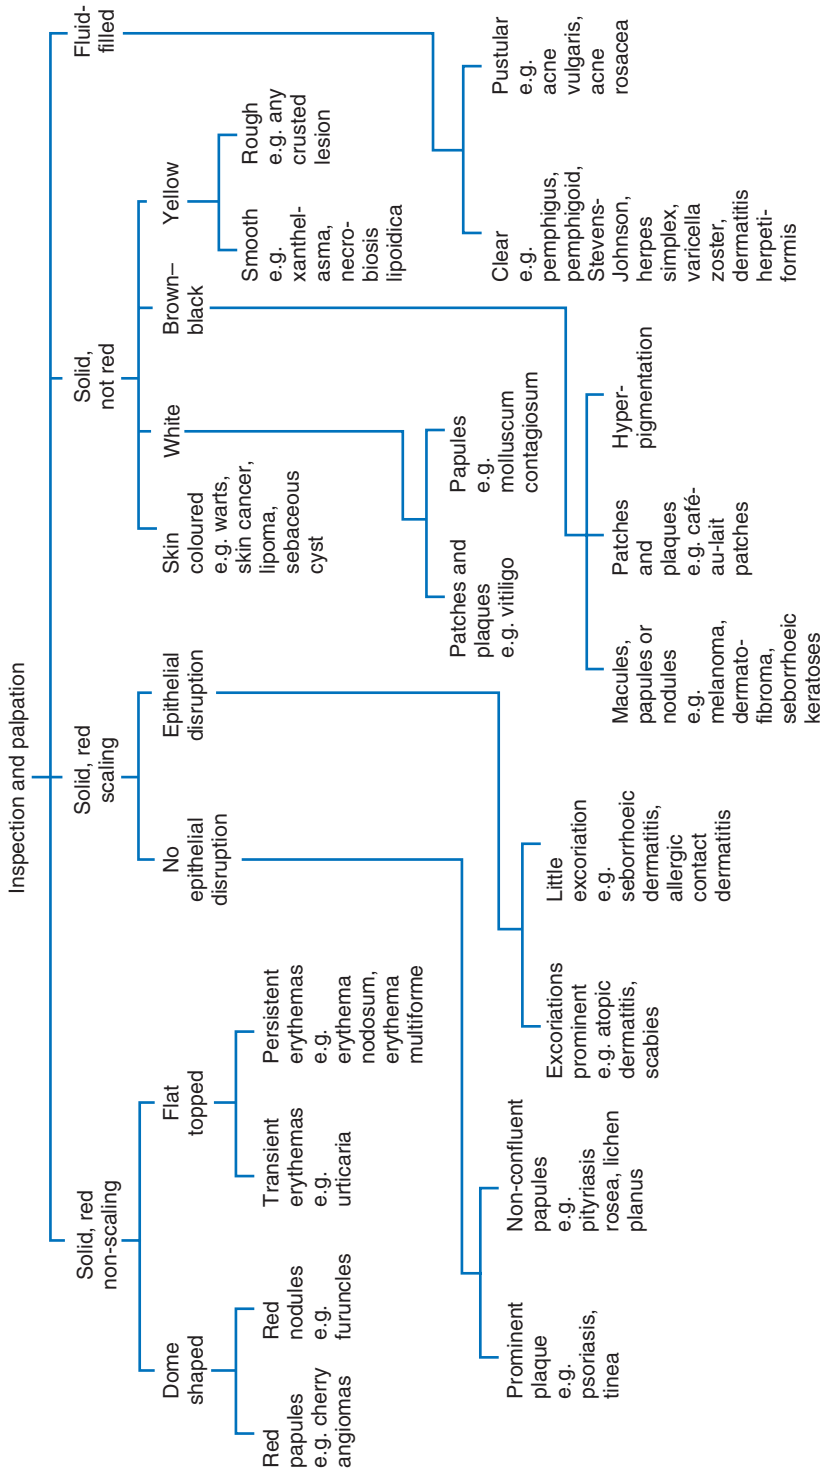 Inspection and palpation
Solid, red
non-scaling
Dome
shaped
Red
papules
e.g. cherry
angiomas
Red
nodules
e.g.
furuncles
Flat
topped
Transient
erythemas
e.g.
urticaria
Persistent
erythemas
e.g.
erythema
nodosum,
erythema
multiforme
Solid, red
scaling
No
epithelial
disruption
Prominent
plaque
e.g.
psoriasis,
tinea
Non-confluent
papules
e.g.
pityriasis
rosea, lichen
planus
Epithelial
disruption
Excoriations
prominent
e.g. atopic
dermatitis,
scabies
Little
excoriation
e.g.
seborrhoeic
dermatitis,
allergic
contact
dermatitis
Solid,
not red
Skin
coloured
e.g. warts,
skin cancer,
lipoma,
sebaceous
cyst
White
Patches and
plaques
e.g. vitiligo
Papules
e.g.
molluscum
contagiosum
Brown–
black
Macules,
papules or
nodules
e.g.
melanoma,
dermato-
fibroma,
seborrhoeic
keratoses
Patches
and
plaques
e.g. café-
au-lait
patches
Hyper-
pigmentation
Yellow
Smooth
e.g.
xanthel-
asma,
necro-
biosis
lipoidica
Rough
e.g. any
crusted
lesion
Fluid-
filled
Clear
e.g.
pemphigus,
pemphigoid,
Stevens-
Johnson,
herpes
simplex,
varicella
zoster,
dermatitis
herpeti-
formis
Pustular
e.g.
acne
vulgaris,
acne
rosacea